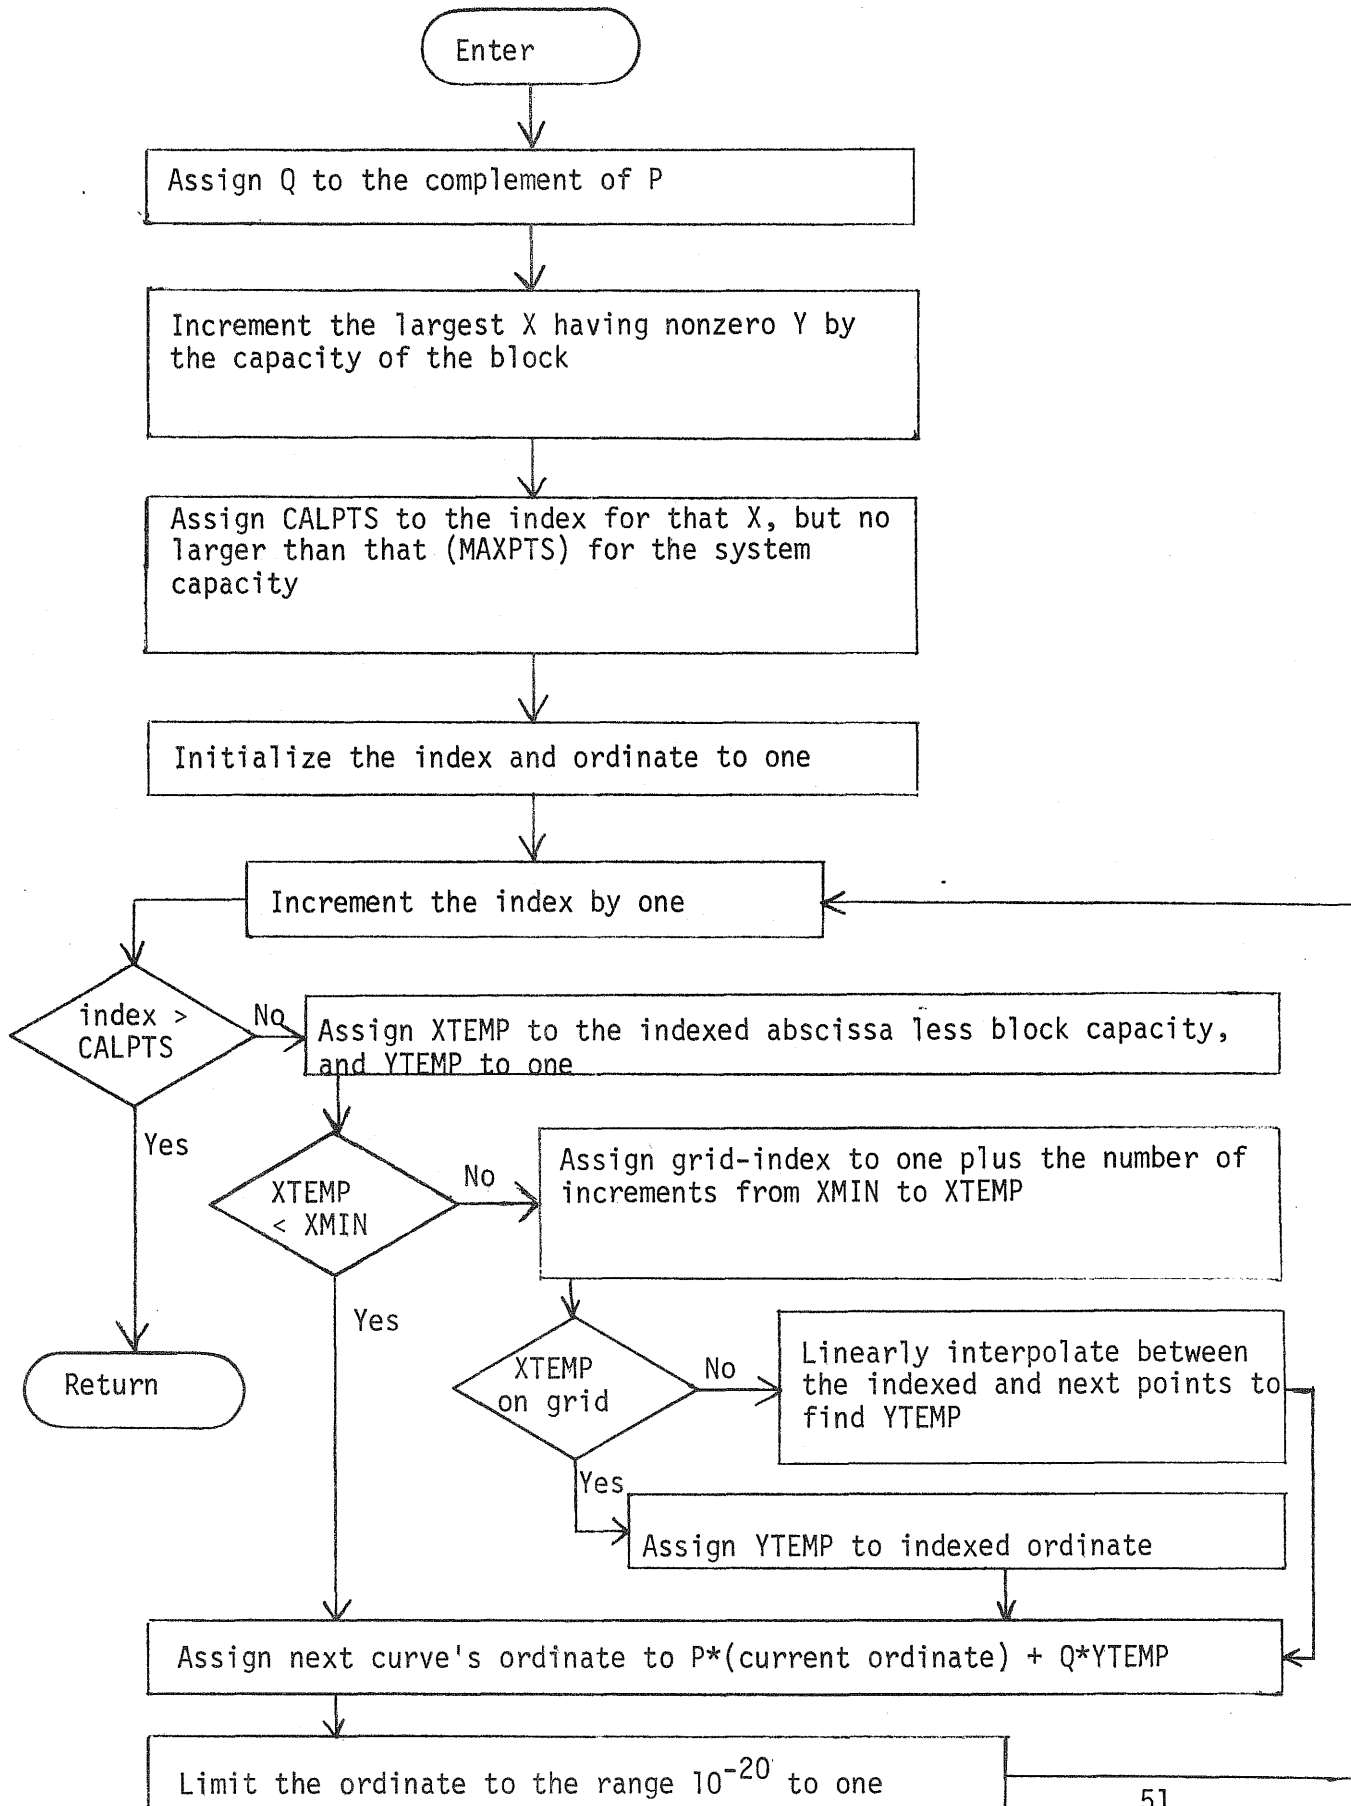 Enter
Assign Q to the complement of P
Increment the largest X having nonzero Y by
the capacity of the block
Assign CALPTS to the index for that X, but no
larger than that (MAXPTS) for the system
capacity
Initialize the index and ordinate to one
Increment the index by one
index >
CALPTS
No
Assign XTEMP to the indexed abscissa less block capacity,
and YTEMP to one
Yes
XTEMP
< XMIN
No
Assign grid-index to one plus the number of
increments from XMIN to XTEMP
Yes
Return
XTEMP
on grid
No
Linearly interpolate between
the indexed and next points to
find YTEMP
Yes
Assign YTEMP to indexed ordinate
Assign next curve's ordinate to P*(current ordinate) + Q*YTEMP
Limit the ordinate to the range 10⁻²⁰ to one
51